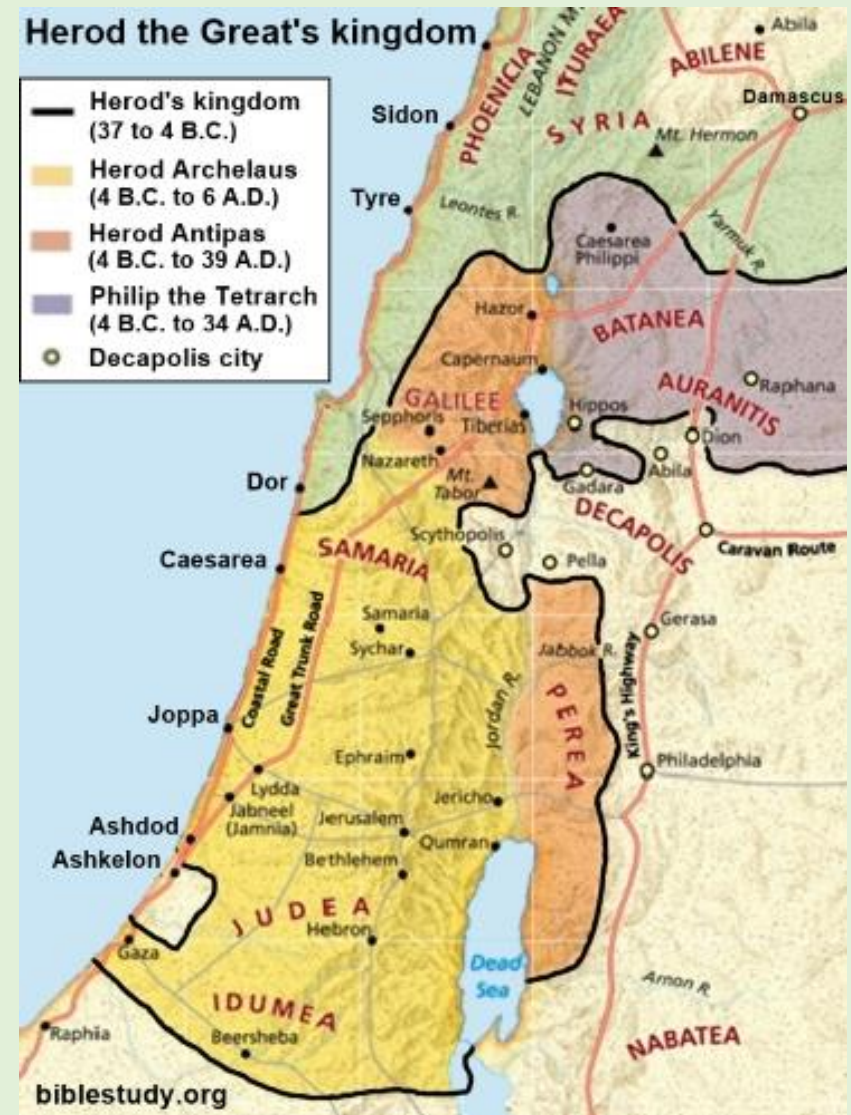 Herod the Great's kingdom
Herod's kingdom
(37 to 4 B.C.)
Herod Archelaus
(4 B.C. to 6 A.D.)
Herod Antipas
(4 B.C. to 39 A.D.)
Philip the Tetrarch
(4 B.C. to 34 A.D.)
Decapolis city
Abila
ABILENE
ITURAEA
LEBANON M
PHOENICIA
Damascus
Sidon
SYRIA
Mt. Hermon
Tyre
Leontes R.
Yarmuk R.
Caesarea
Philippi
Hazor
BATANEA
Capernaum
AURANITIS
Raphana
GALILEE
Sepphoris
Tiberias
Hippos
Dion
Nazareth
Abila
Mt.
Tabor
Gadara
Dor
DECAPOLIS
Scythopolis
Caravan Route
SAMARIA
Caesarea
Pella
Samaria
Gerasa
Sychar
Jabbok R.
Coastal Road
Great Trunk Road
King's Highway
Jordan R.
PEREA
Joppa
Ephraim
Philadelphia
Lydda
Jabneel
(Jamnia)
Jericho
Ashdod
Jerusalem
Qumran
Ashkelon
Bethlehem
JUDEA
Hebron
Gaza
Dead
Sea
Arnon R.
IDUMEA
Raphia
Beersheba
NABATEA
biblestudy.org